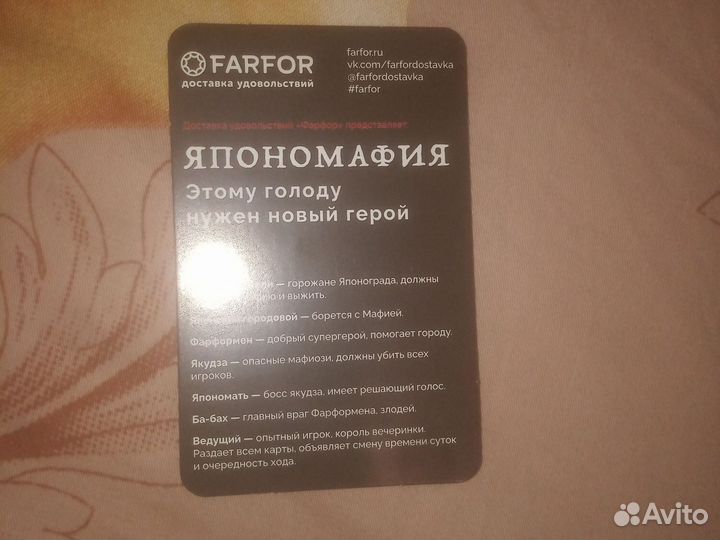 FARFOR
доставка удовольствий
farfor.ru
vk.com/farfordostavka
@farfordostavka
#farfor
Доставка удовольствий «Фарфор» представляет:
ЯПОНОМАФИЯ
Этому голоду
нужен новый герой
— горожане Японограда, должны
и выжить.
— борется с Мафией.
Фарформен — добрый супергерой, помогает городу.
Якудза — опасные мафиози, должны убить всех
игроков.
Япономать — босс якудза, имеет решающий голос.
Ба-бах — главный враг Фарформена, злодей.
Ведущий — опытный игрок, король вечеринки.
Раздает всем карты, объявляет смену времени суток
и очередность хода.
Avito